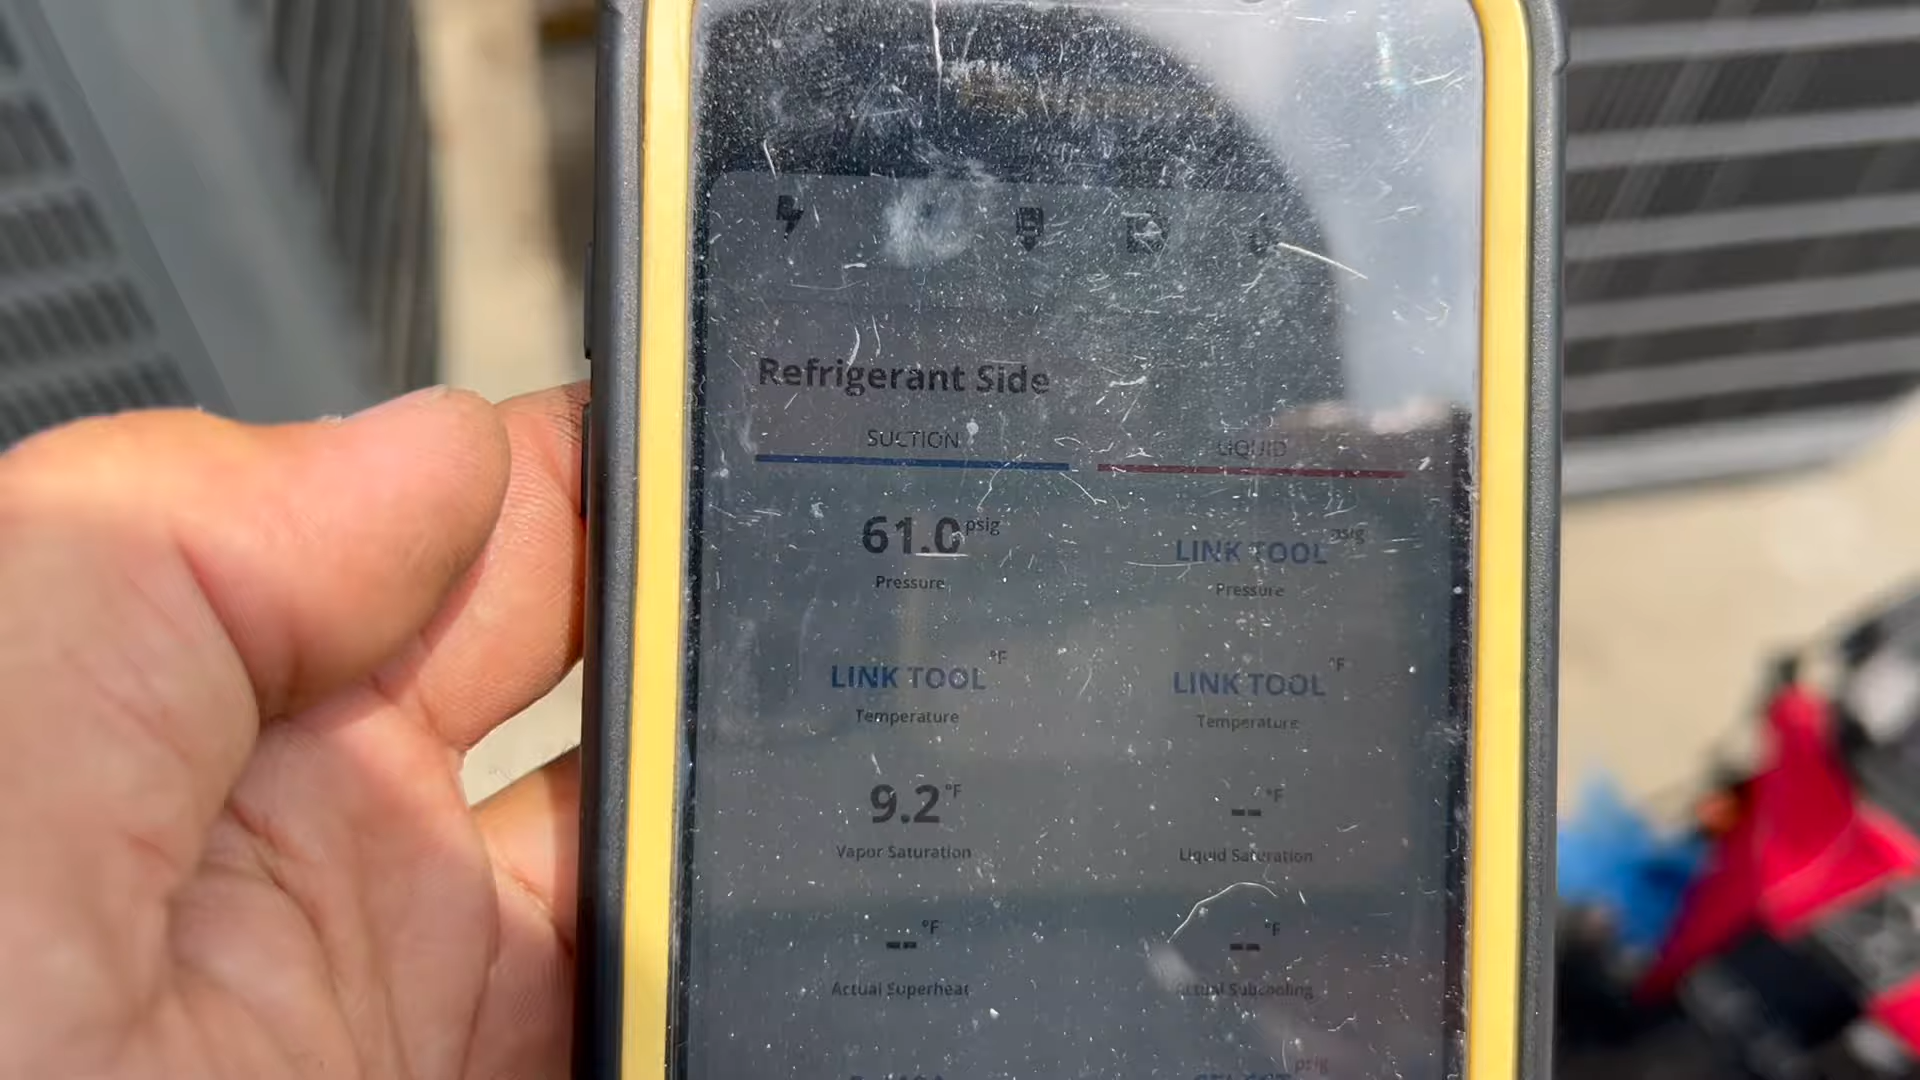 Refrigerant Side
SUCTION LIQUID
61.0 psig LINK TOOL psig
Pressure Pressure
LINK TOOL °F LINK TOOL °F
Temperature Temperature
9.2 °F -- °F
Vapor Saturation Liquid Saturation
-- °F -- °F
Actual Superheat Actual Subcooling
psig